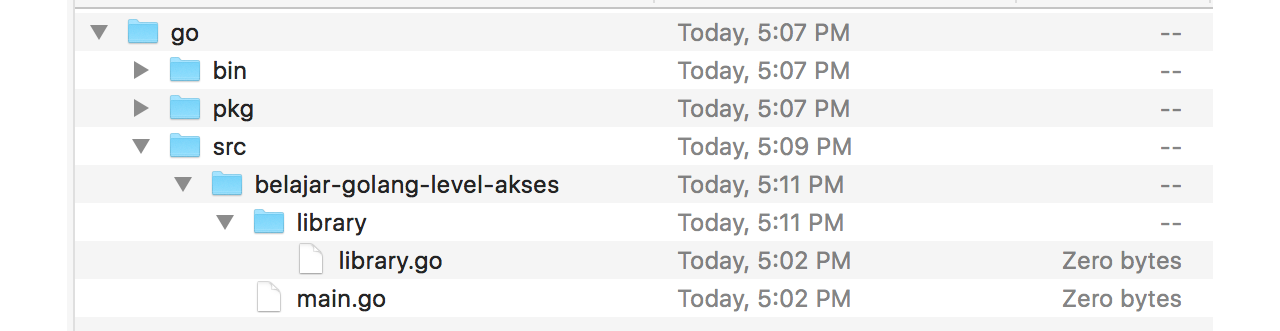 go Today, 5:07 PM --
bin Today, 5:07 PM --
pkg Today, 5:07 PM --
src Today, 5:09 PM --
belajar-golang-level-akses Today, 5:11 PM --
library Today, 5:11 PM --
library.go Today, 5:02 PM Zero bytes
main.go Today, 5:02 PM Zero bytes